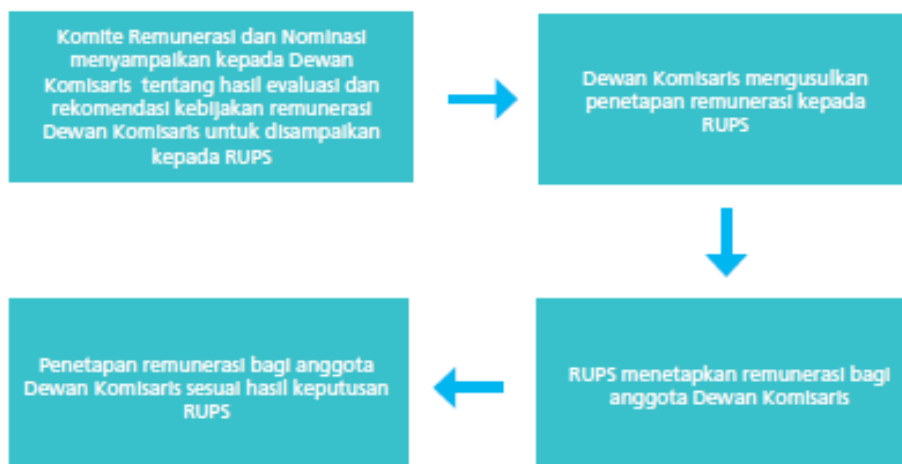 Komite Remunerasi dan Nominasi
menyampaikan kepada Dewan
Komisaris tentang hasil evaluasi dan
rekomendasi kebijakan remunerasi
Dewan Komisaris untuk disampaikan
kepada RUPS
Dewan Komisaris mengusulkan
penetapan remunerasi kepada
RUPS
RUPS menetapkan remunerasi bagi
anggota Dewan Komisaris
Penetapan remunerasi bagi anggota
Dewan Komisaris sesuai hasil keputusan
RUPS